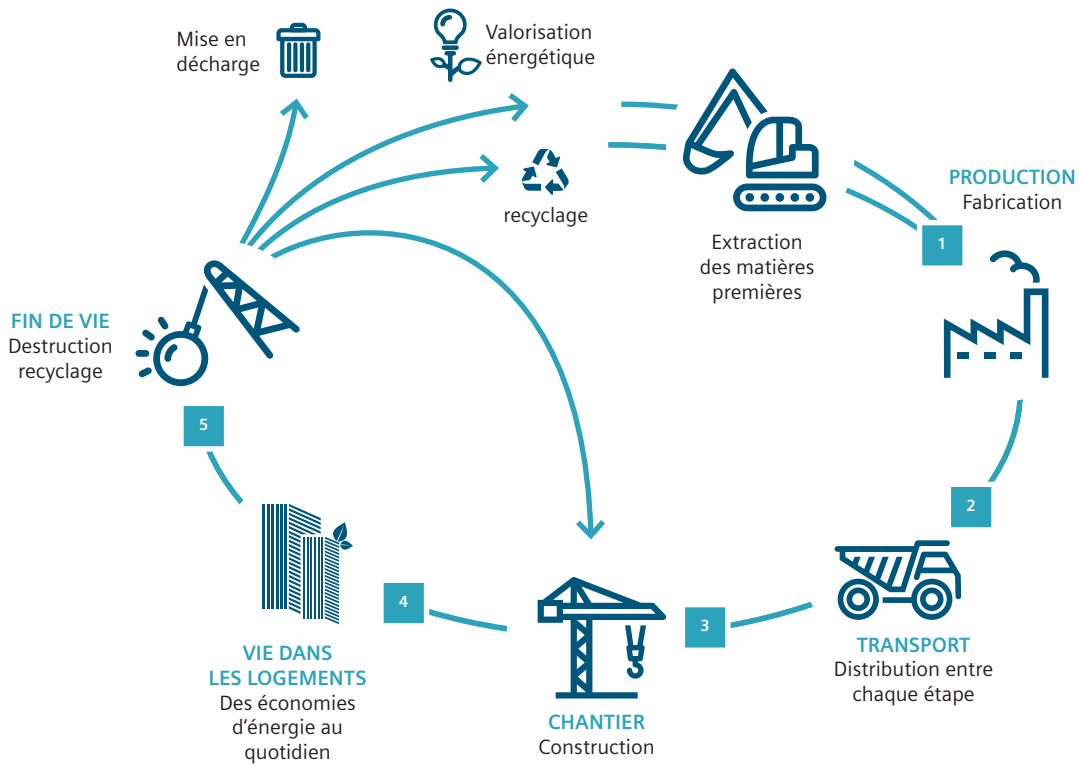 Mise en
décharge
Valorisation
énergétique
recyclage
Extraction
des matières
premières
PRODUCTION
Fabrication
1
2
TRANSPORT
Distribution entre
chaque étape
3
CHANTIER
Construction
4
VIE DANS
LES LOGEMENTS
Des économies
d’énergie au
quotidien
5
FIN DE VIE
Destruction
recyclage